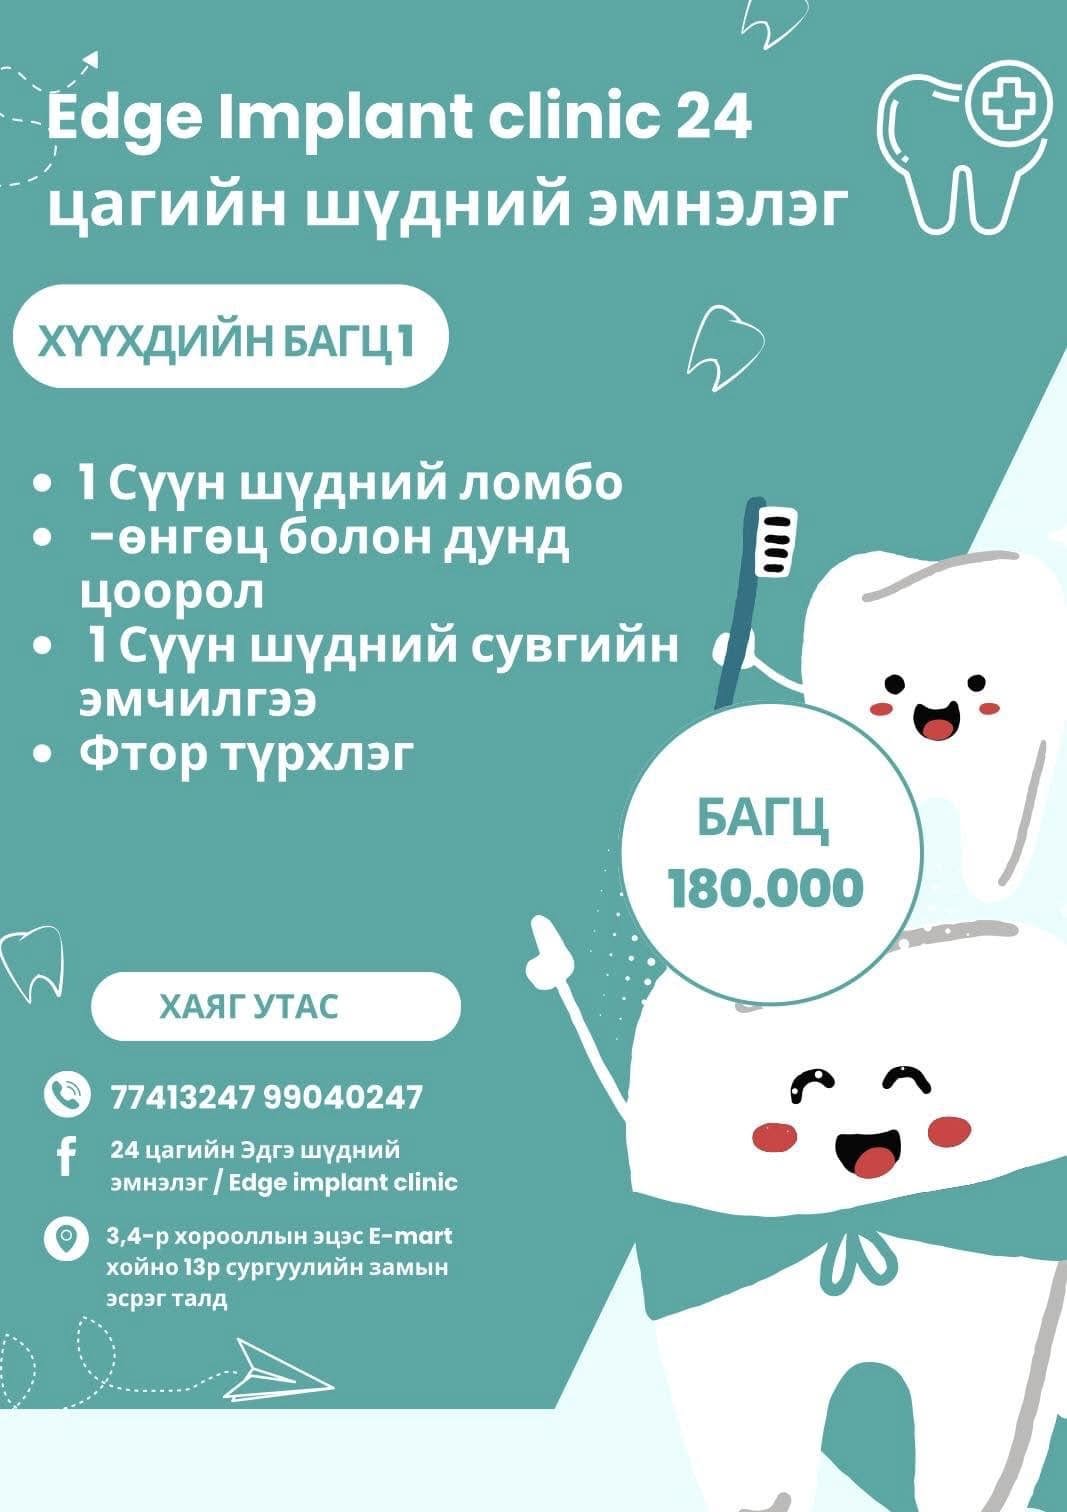 Edge Implant clinic 24
цагийн шүдний эмнэлэг
ХҮҮХДИЙН БАГЦ 1
• 1 Сүүн шүдний ломбо
• -өнгөц болон дунд
цоорол
• 1 Сүүн шүдний сувгийн
эмчилгээ
• Фтор түрхлэг
БАГЦ
180.000
ХАЯГ УТАС
77413247 99040247
24 цагийн Эдгэ шүдний
эмнэлэг / Edge implant clinic
3,4-р хорооллын эцэс E-mart
хойно 13р сургуулийн замын
эсрэг талд